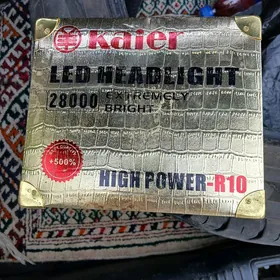 Kaier
LED HEADLIGHT
28000 EXTREMELY
BRIGHT
+500%
HIGH POWER-R10